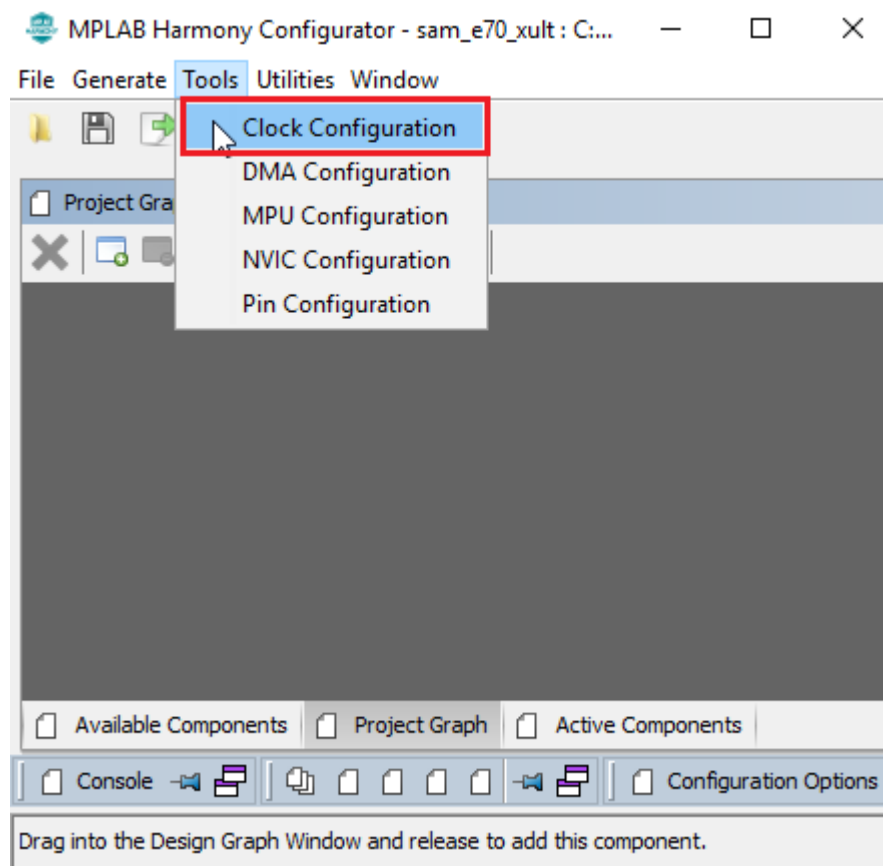 MPLAB Harmony Configurator - sam_e70_xult : C:...
File Generate Tools Utilities Window
Clock Configuration
DMA Configuration
MPU Configuration
NVIC Configuration
Pin Configuration
Project Gra
Available Components Project Graph Active Components
Console Configuration Options
Drag into the Design Graph Window and release to add this component.